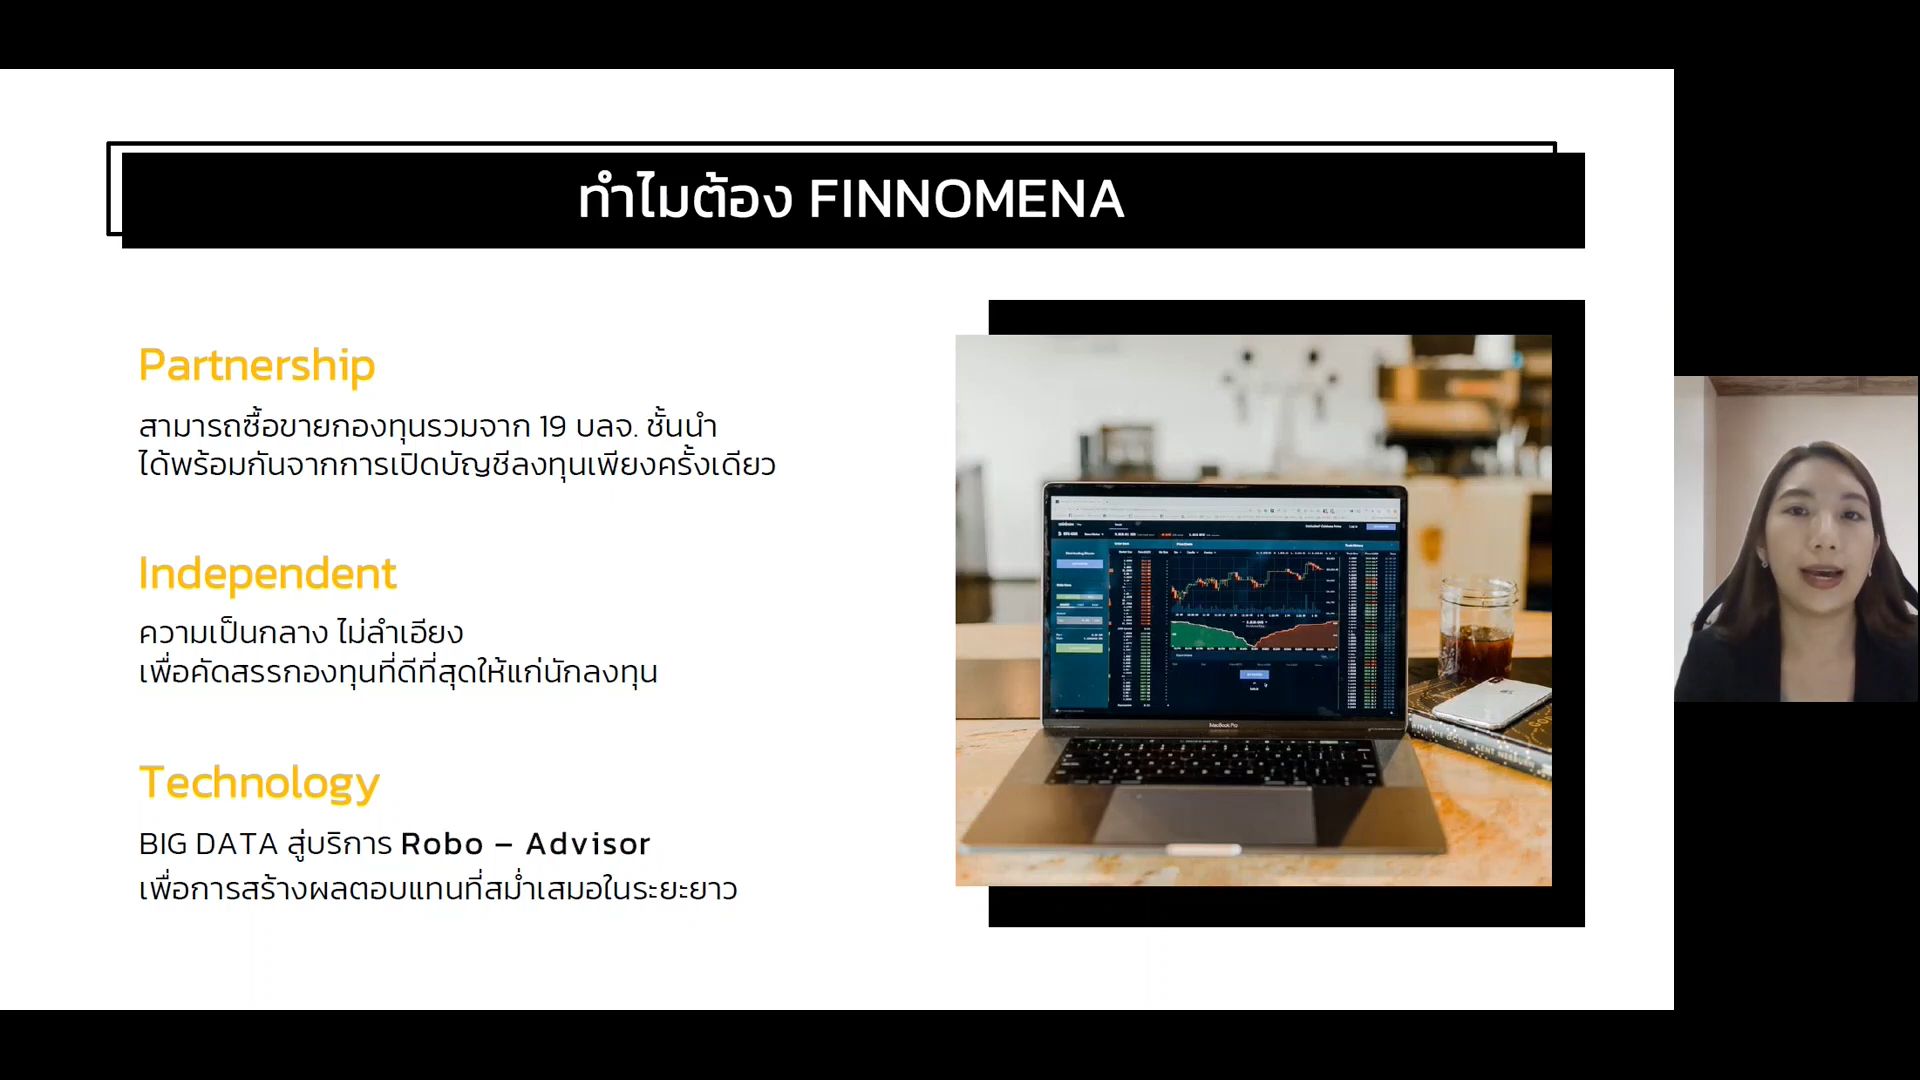 ทำไมต้อง FINNOMENA
Partnership
สามารถซื้อขายกองทุนรวมจาก 19 บลจ. ชั้นนำ
ได้พร้อมกันจากการเปิดบัญชีลงทุนเพียงครั้งเดียว
Independent
ความเป็นกลาง ไม่ลำเอียง
เพื่อคัดสรรกองทุนที่ดีที่สุดให้แก่นักลงทุน
Technology
BIG DATA สู่บริการ Robo – Advisor
เพื่อการสร้างผลตอบแทนที่สม่ำเสมอในระยะยาว
MacBook Pro